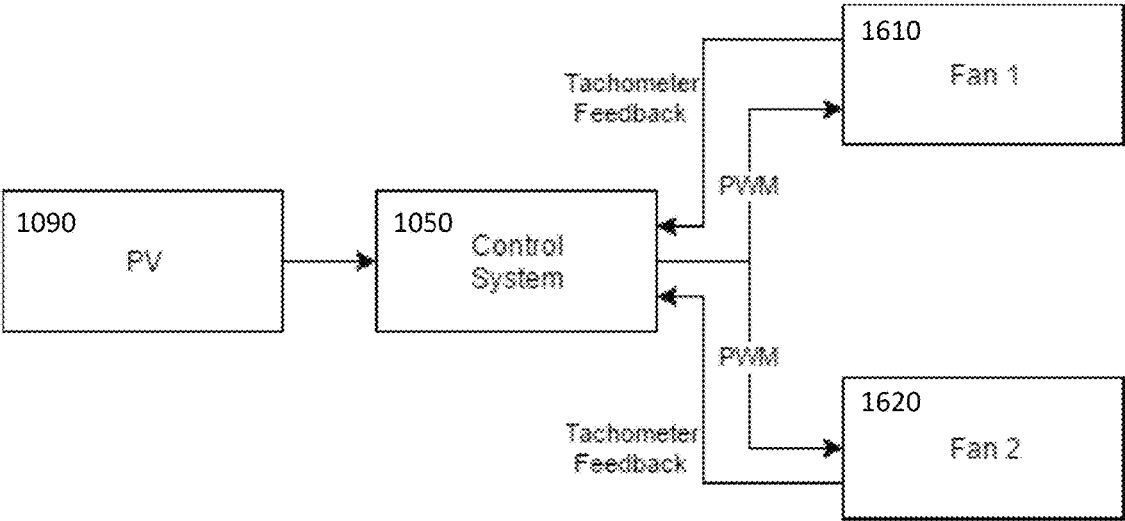 1610
Fan 1
Tachometer
Feedback
PWM
1090
PV
1050
Control
System
PWM
1620
Fan 2
Tachometer
Feedback